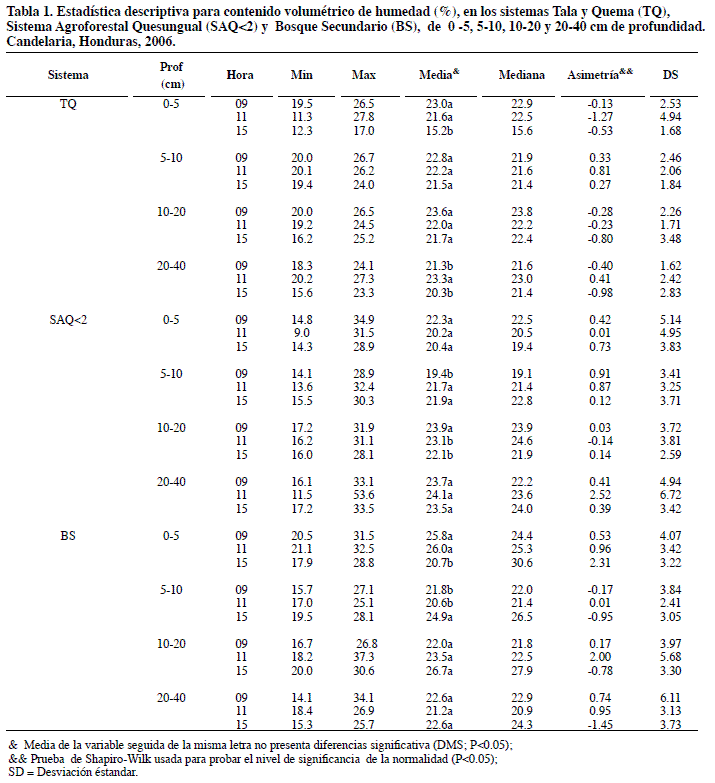 Tabla 1. Estadística descriptiva para contenido volumétrico de humedad (%), en los sistemas Tala y Quema (TQ),
Sistema Agroforestal Quesungual (SAQ<2) y Bosque Secundario (BS), de 0 -5, 5-10, 10-20 y 20-40 cm de profundidad.
Candelaria, Honduras, 2006.
Sistema Prof (cm) Hora Min Max Media& Mediana Asimetría&& DS
TQ 0-5 09 19.5 26.5 23.0a 22.9 -0.13 2.53
11 11.3 27.8 21.6a 22.5 -1.27 4.94
15 12.3 17.0 15.2b 15.6 -0.53 1.68
5-10 09 20.0 26.7 22.8a 21.9 0.33 2.46
11 20.1 26.2 22.2a 21.6 0.81 2.06
15 19.4 24.0 21.5a 21.4 0.27 1.84
10-20 09 20.0 26.5 23.6a 23.8 -0.28 2.26
11 19.2 24.5 22.0a 22.2 -0.23 1.71
15 16.2 25.2 21.7a 22.4 -0.80 3.48
20-40 09 18.3 24.1 21.3b 21.6 -0.40 1.62
11 20.2 27.3 23.3a 23.0 0.41 2.42
15 15.6 23.3 20.3b 21.4 -0.98 2.83
SAQ<2 0-5 09 14.8 34.9 22.3a 22.5 0.42 5.14
11 9.0 31.5 20.2a 20.5 0.01 4.95
15 14.3 28.9 20.4a 19.4 0.73 3.83
5-10 09 14.1 28.9 19.4b 19.1 0.91 3.41
11 13.6 32.4 21.7a 21.4 0.87 3.25
15 15.5 30.3 21.9a 22.8 0.12 3.71
10-20 09 17.2 31.9 23.9a 23.9 0.03 3.72
11 16.2 31.1 23.1b 24.6 -0.14 3.81
15 16.0 28.1 22.1b 21.9 0.14 2.59
20-40 09 16.1 33.1 23.7a 22.2 0.41 4.94
11 11.5 53.6 24.1a 23.6 2.52 6.72
15 17.2 33.5 23.5a 24.0 0.39 3.42
BS 0-5 09 20.5 31.5 25.8a 24.4 0.53 4.07
11 21.1 32.5 26.0a 25.3 0.96 3.42
15 17.9 28.8 20.7b 30.6 2.31 3.22
5-10 09 15.7 27.1 21.8b 22.0 -0.17 3.84
11 17.0 25.1 20.6b 21.4 0.01 2.41
15 19.5 28.1 24.9a 26.5 -0.95 3.05
10-20 09 16.7 26.8 22.0a 21.8 0.17 3.97
11 18.2 37.3 23.5a 22.5 2.00 5.68
15 20.0 30.6 26.7a 27.9 -0.78 3.30
20-40 09 14.1 34.1 22.6a 22.9 0.74 6.11
11 18.4 26.9 21.2a 20.9 0.95 3.13
15 15.3 25.7 22.6a 24.3 -1.45 3.73
& Media de la variable seguida de la misma letra no presenta diferencias significativa (DMS; P<0.05);
&& Prueba de Shapiro-Wilk usada para probar el nivel de significancia de la normalidad (P<0.05);
SD = Desviación éstandar.